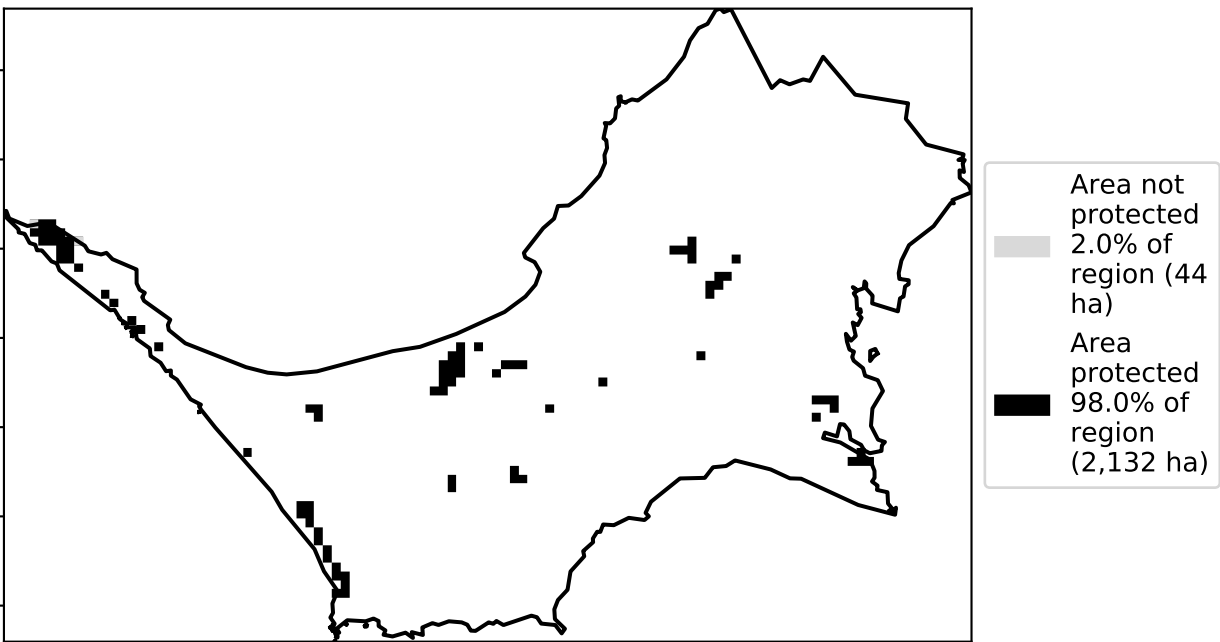 Area not
protected
2.0% of
region (44
ha)
Area
protected
98.0% of
region
(2,132 ha)